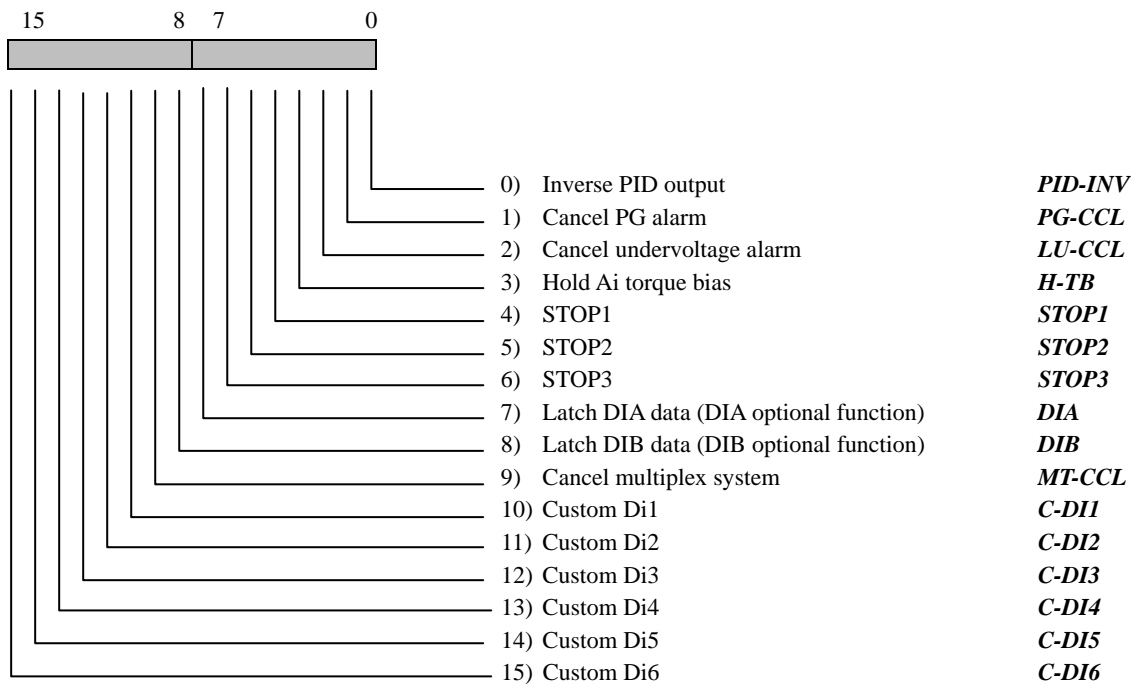 15 8 7 0
0) Inverse PID output PID-INV
1) Cancel PG alarm PG-CCL
2) Cancel undervoltage alarm LU-CCL
3) Hold Ai torque bias H-TB
4) STOP1 STOP1
5) STOP2 STOP2
6) STOP3 STOP3
7) Latch DIA data (DIA optional function) DIA
8) Latch DIB data (DIB optional function) DIB
9) Cancel multiplex system MT-CCL
10) Custom Di1 C-DI1
11) Custom Di2 C-DI2
12) Custom Di3 C-DI3
13) Custom Di4 C-DI4
14) Custom Di5 C-DI5
15) Custom Di6 C-DI6